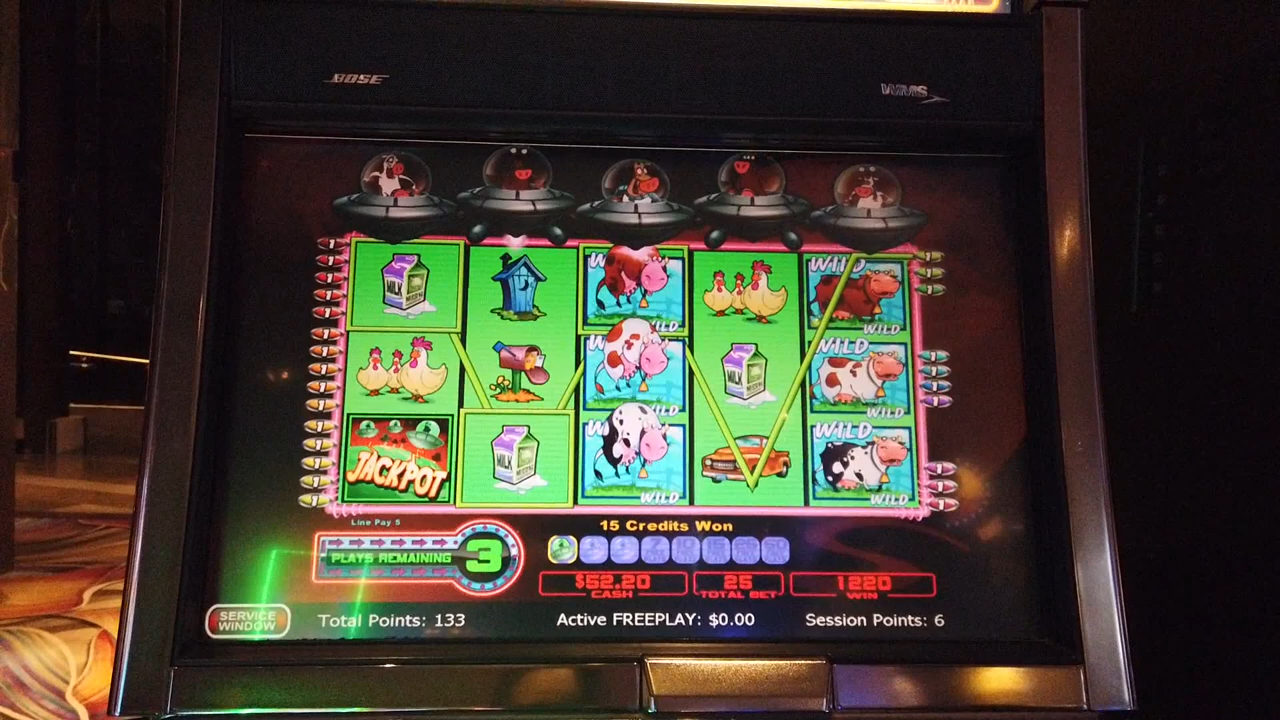 BOSE
WMS
WILD
WILD
WILD
MILK
WILD
WILD
MILK
WILD
WILD
JACKPOT
MILK
WILD
WILD
Line Pay 5
15 Credits Won
PLAYS REMAINING
3
$52.20
25
1220
CASH
TOTAL BET
WIN
SERVICE
WINDOW
Total Points: 133
Active FREEPLAY: $0.00
Session Points: 6